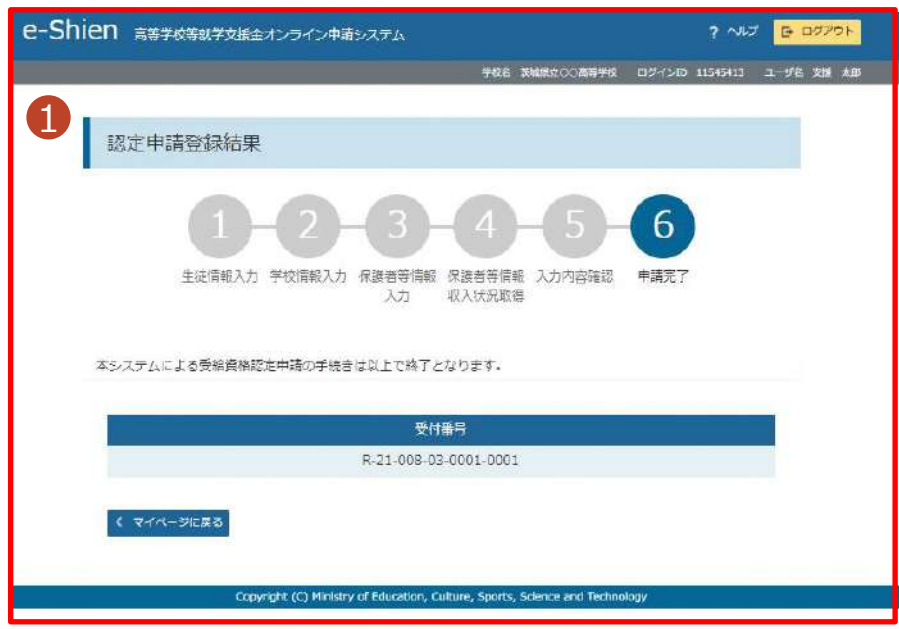 e-Shien 高等学校等就学支援金オンライン申請システム ? ヘルプ ログアウト
学校名 茨城県立○○高等学校 ログインID 11545413 ユーザ名 支援 太郎
1
認定申請登録結果
1 2 3 4 5 6
生徒情報入力 学校情報入力 保護者等情報入力 保護者等情報収入状況取得 入力内容確認 申請完了
本システムによる受給資格認定申請の手続きは以上で終了となります。
受付番号
R-21-008-03-0001-0001
マイページに戻る
Copyright (C) Ministry of Education, Culture, Sports, Science and Technology